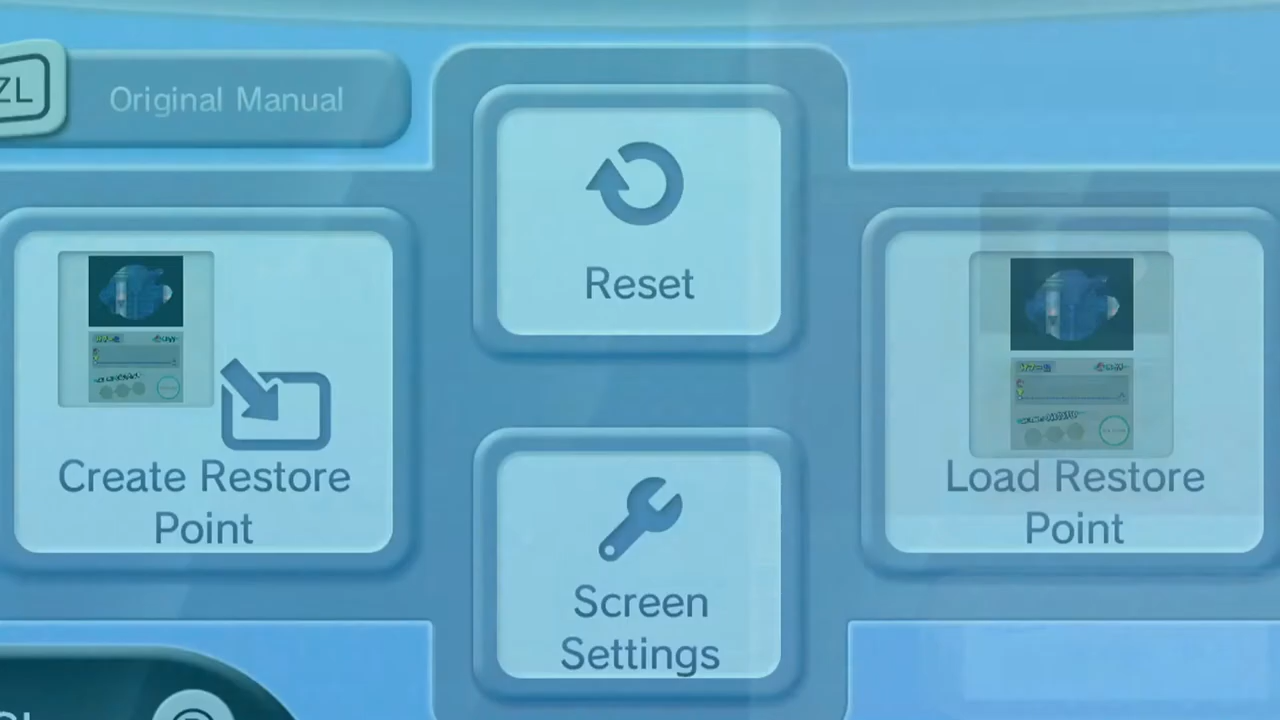 ZL
Original Manual
Reset
Create Restore
Point
Load Restore
Point
Screen
Settings